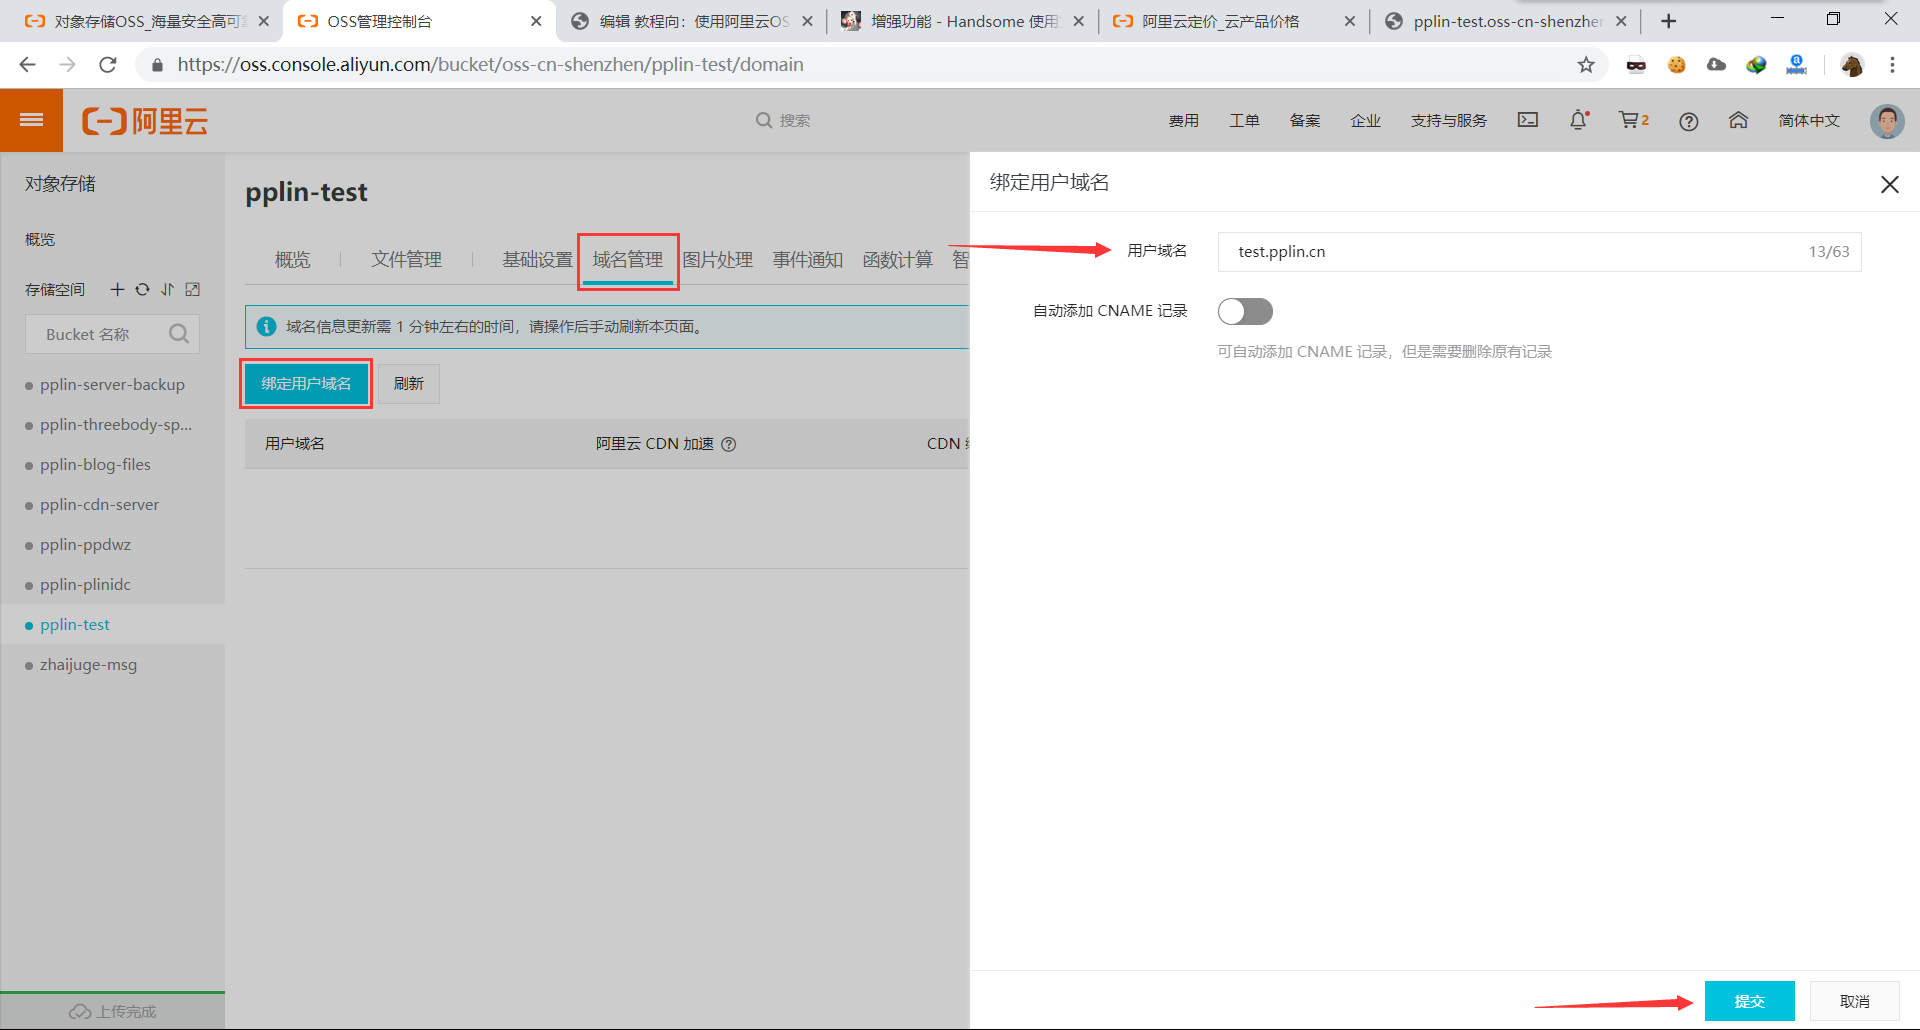 对象存储OSS_海量安全高可靠
OSS管理控制台
编辑 教程向：使用阿里云OS
增强功能 - Handsome 使用
阿里云定价_云产品价格
pplin-test.oss-cn-shenzhen
https://oss.console.aliyun.com/bucket/oss-cn-shenzhen/pplin-test/domain
阿里云
搜索
费用
工单
备案
企业
支持与服务
2
简体中文
对象存储
概览
存储空间
Bucket 名称
pplin-server-backup
pplin-threebody-sp...
pplin-blog-files
pplin-cdn-server
pplin-ppdwz
pplin-plinidc
pplin-test
zhaijuge-msg
上传完成
pplin-test
概览
文件管理
基础设置
域名管理
图片处理
事件通知
函数计算
智
域名信息更新需 1 分钟左右的时间，请操作后手动刷新本页面。
绑定用户域名
刷新
用户域名
阿里云 CDN 加速
CDN
绑定用户域名
用户域名
test.pplin.cn
13/63
自动添加 CNAME 记录
可自动添加 CNAME 记录，但是需要删除原有记录
提交
取消